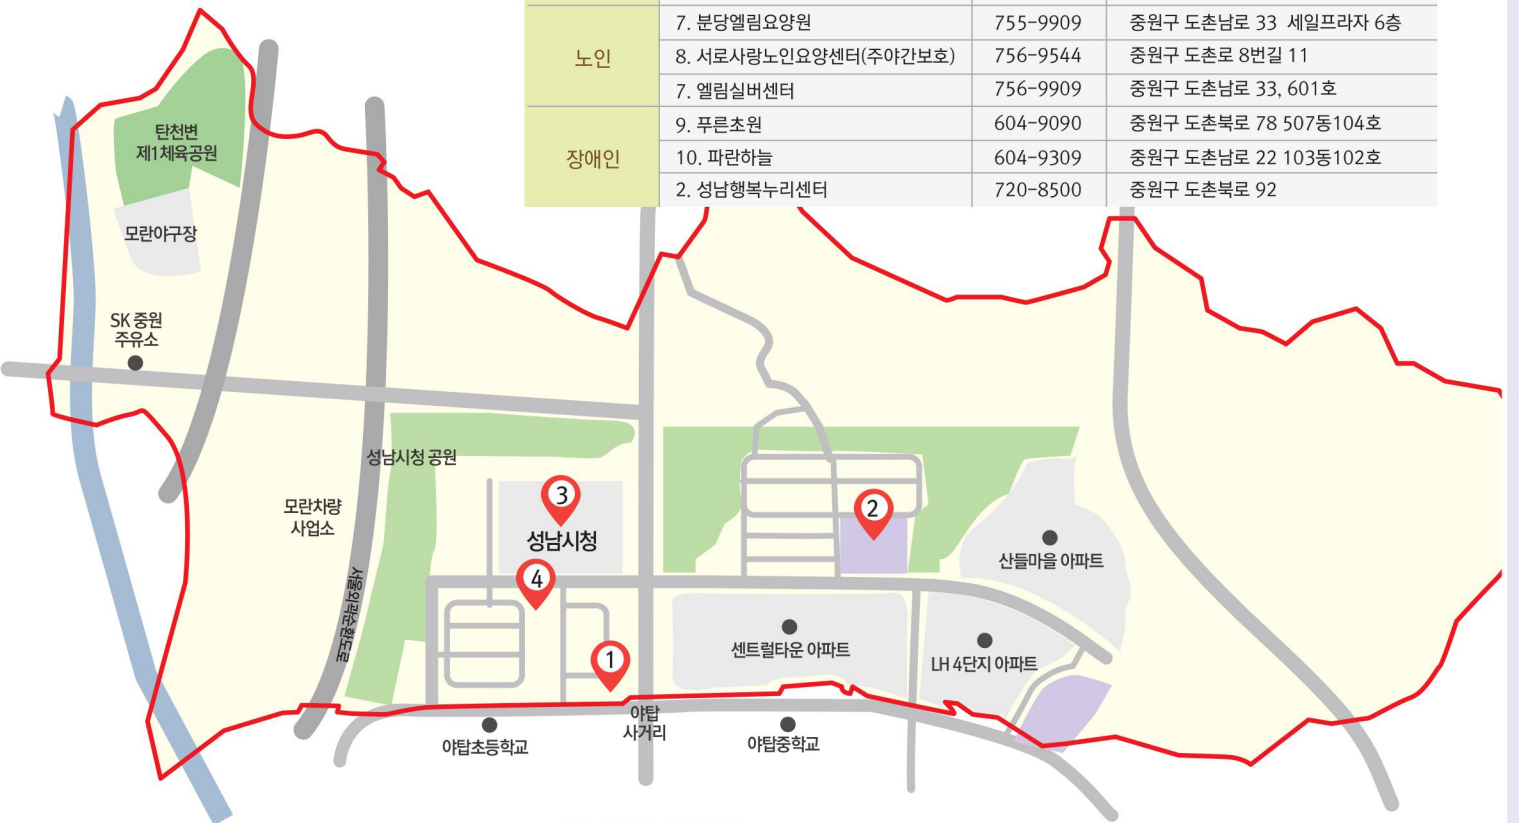 노인
7. 분당엘림요양원 755-9909 중원구 도촌남로 33 세일프라자 6층
8. 서로사랑노인요양센터(주야간보호) 756-9544 중원구 도촌로 8번길 11
7. 엘림실버센터 756-9909 중원구 도촌남로 33, 601호
장애인
9. 푸른초원 604-9090 중원구 도촌북로 78 507동104호
10. 파란하늘 604-9309 중원구 도촌남로 22 103동102호
2. 성남행복누리센터 720-8500 중원구 도촌북로 92
탄천변
제1체육공원
모란야구장
SK 중원
주유소
성남시청 공원
모란차량
사업소
3
성남시청
2
산들마을 아파트
4
서울외곽순환도로
1
센트럴타운 아파트
LH 4단지 아파트
야탑
사거리
야탑초등학교
야탑중학교